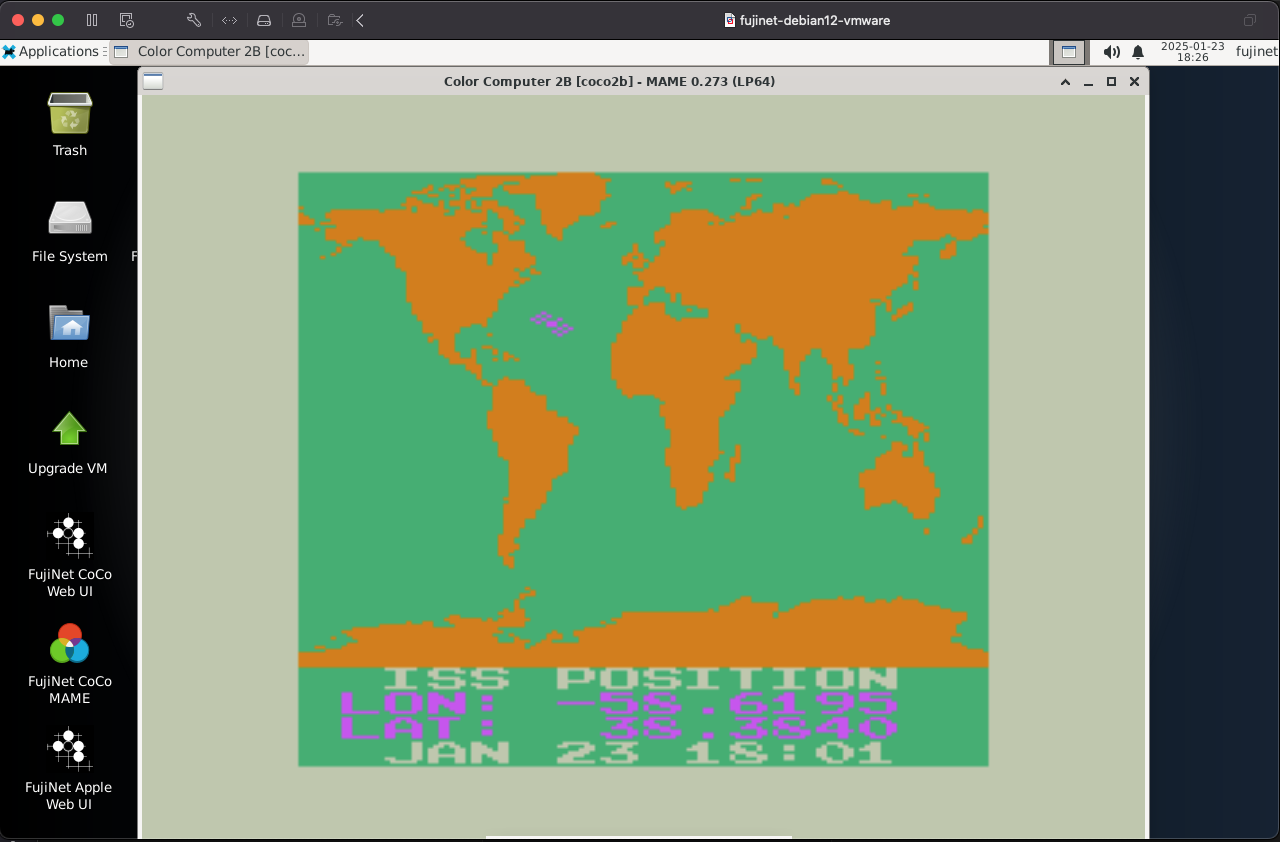 fujinet-debian12-vmware
Applications
Color Computer 2B [coc...
2025-01-23
18:26
fujinet
Color Computer 2B [coco2b] - MAME 0.273 (LP64)
Trash
File System
F
Home
Upgrade VM
FujiNet CoCo
Web UI
FujiNet CoCo
MAME
FujiNet Apple
Web UI
ISS POSITION
LON: -58.6195
LAT: 38.3840
JAN 23 18:01